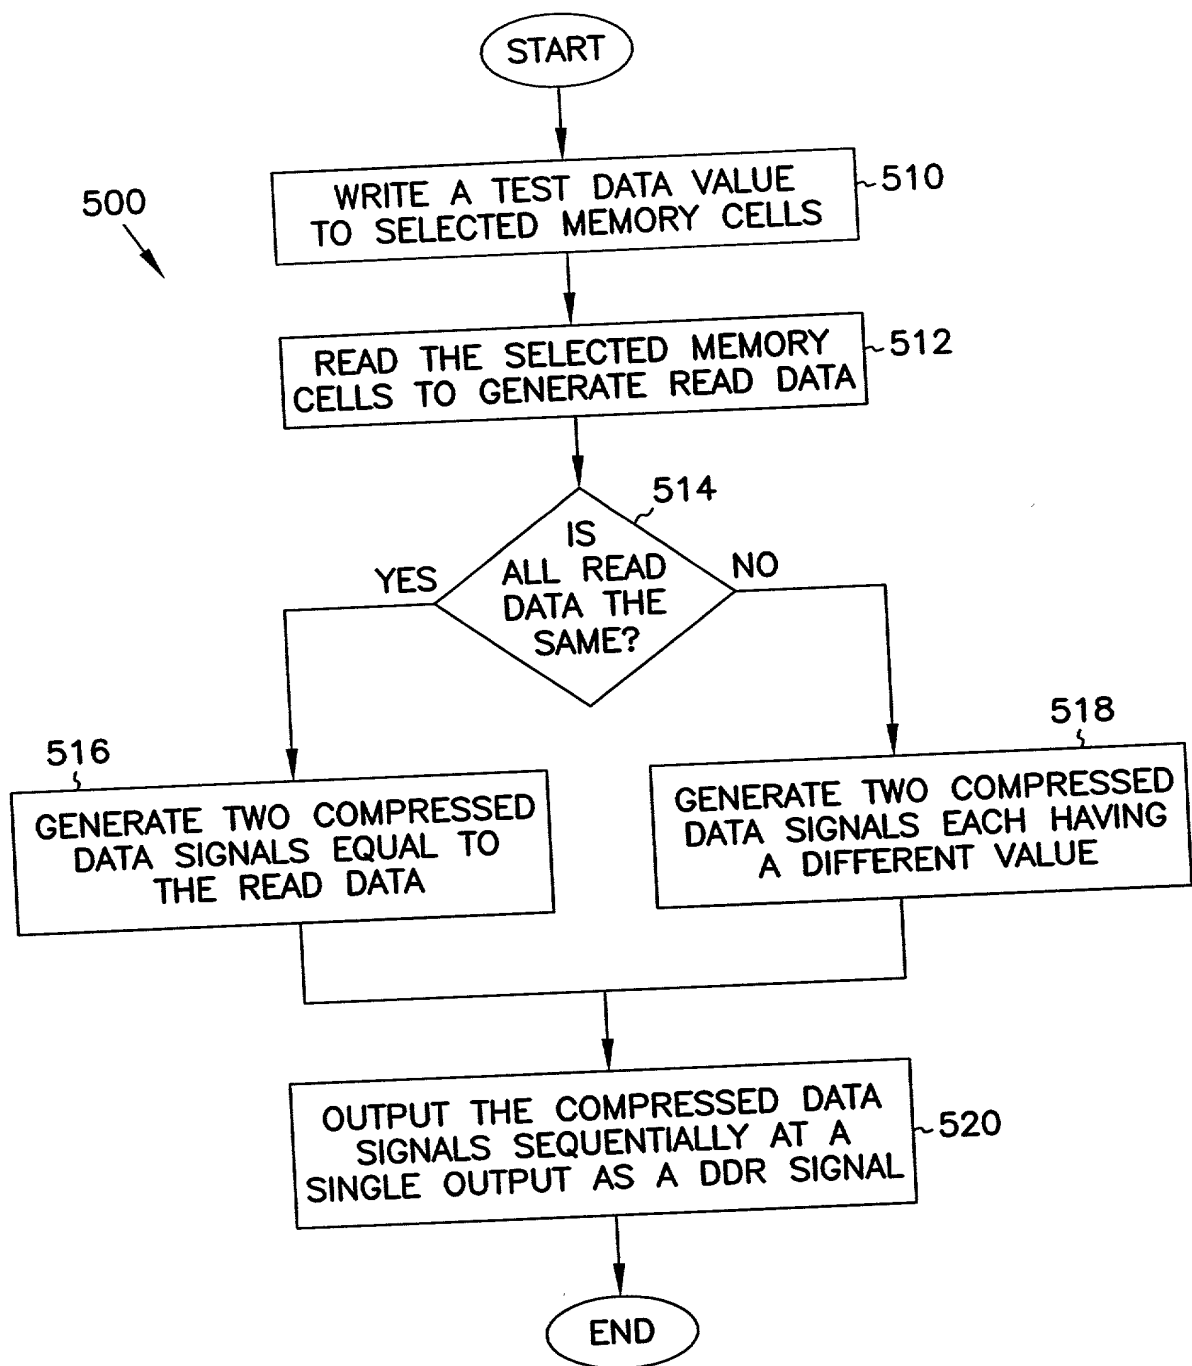 START
500
WRITE A TEST DATA VALUE
TO SELECTED MEMORY CELLS
510
READ THE SELECTED MEMORY
CELLS TO GENERATE READ DATA
512
514
IS
ALL READ
DATA THE
SAME?
YES
NO
516
GENERATE TWO COMPRESSED
DATA SIGNALS EQUAL TO
THE READ DATA
518
GENERATE TWO COMPRESSED
DATA SIGNALS EACH HAVING
A DIFFERENT VALUE
OUTPUT THE COMPRESSED DATA
SIGNALS SEQUENTIALLY AT A
SINGLE OUTPUT AS A DDR SIGNAL
520
END